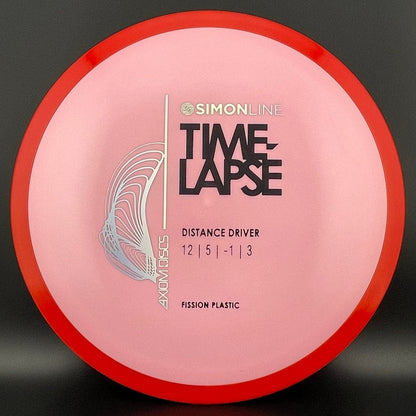 SIMONLINE
TIME-
LAPSE
DISTANCE DRIVER
12 | 5 | -1 | 3
FISSION PLASTIC
AXIOM DISCS